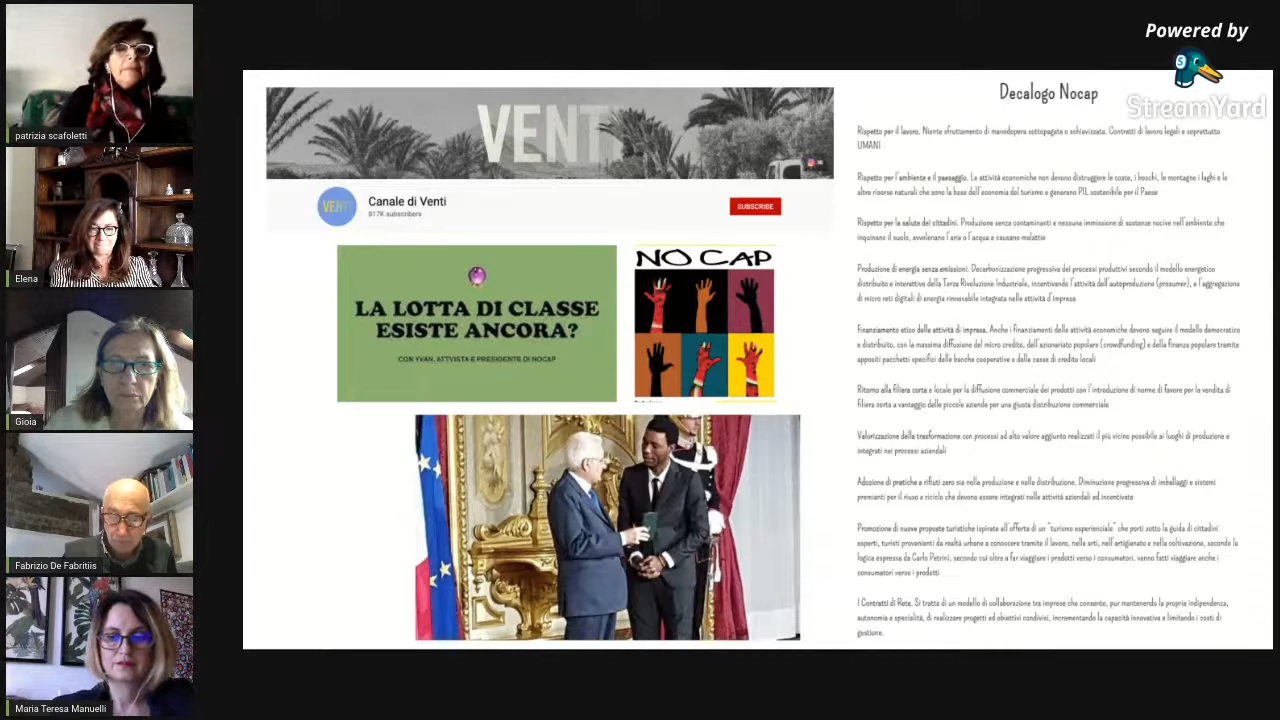 Powered by
StreamYard
patrizia scafoletti
Elena
Gioia
Fabrizio De Fabritiis
Maria Teresa Manuelli
VENTI
Canale di Venti
917K subscribers
SUBSCRIBE
LA LOTTA DI CLASSE
ESISTE ANCORA?
CON YVAN, ATTVISTA E PRESIDENTE DI NOCAP
NO CAP
Decalogo Nocap
Rispetto per il lavoro. Niente sfruttamento di manodopera sottopagata o schiavizzata. Contratti di lavoro legali e soprattutto
UMANI
Rispetto per l'ambiente e il paesaggio. Le attività economiche non devono distruggere le coste, i boschi, le montagne i laghi e le
altre risorse naturali che sono la base dell'economia del turismo e generano PIL sostenibile per il Paese
Rispetto per la salute dei cittadini. Produzione senza contaminanti e nessuna immissione di sostanze nocive nell'ambiente che
inquinano il suolo, avvelenano l'aria o l'acqua e causano malattie
Produzione di energia senza emissioni. Decarbonizzazione progressiva dei processi produttivi secondo il modello energetico
distribuito e interattivo della Terza Rivoluzione Industriale, incentivando l'attività dell'autoproduzione (prosumer), e l'aggregazione
di micro reti digitali di energia rinnovabile integrata nelle attività d'impresa
Finanziamento etico delle attività di impresa. Anche i finanziamenti delle attività economiche devono seguire il modello democratico
e distribuito, con la massima diffusione del micro credito, dell'azionariato popolare (crowdfunding) e della finanza popolare tramite
appositi pacchetti specifici delle banche cooperative e delle casse di credito locali
Ritorno alla filiera corta e locale per la diffusione commerciale dei prodotti con l'introduzione di norme di favore per la vendita di
filiera corta a vantaggio delle piccole aziende per una giusta distribuzione commerciale
Valorizzazione della trasformazione con processi ad alto valore aggiunto realizzati il più vicino possibile ai luoghi di produzione e
integrati nei processi aziendali
Adozione di pratiche a rifiuti zero sia nella produzione e nella distribuzione. Diminuzione progressiva di imballaggi e sistemi
premianti per il riuso e riciclo che devono essere integrati nelle attività aziendali ed incentivate
Promozione di nuove proposte turistiche ispirate all'offerta di un "turismo esperienziale" che porti sotto la guida di cittadini
esperti, turisti provenienti da realtà urbane a conoscere tramite il lavoro, nelle arti, nell'artigianato e nella coltivazione, secondo la
logica espressa da Carlo Petrini, secondo cui oltre a far viaggiare i prodotti verso i consumatori, vanno fatti viaggiare anche i
consumatori verso i prodotti
I Contratti di Rete. Si tratta di un modello di collaborazione tra imprese che consente, pur mantenendo la propria indipendenza,
autonomia e specialità, di realizzare progetti ed obiettivi condivisi, incrementando la capacità innovativa e limitando i costi di
gestione.